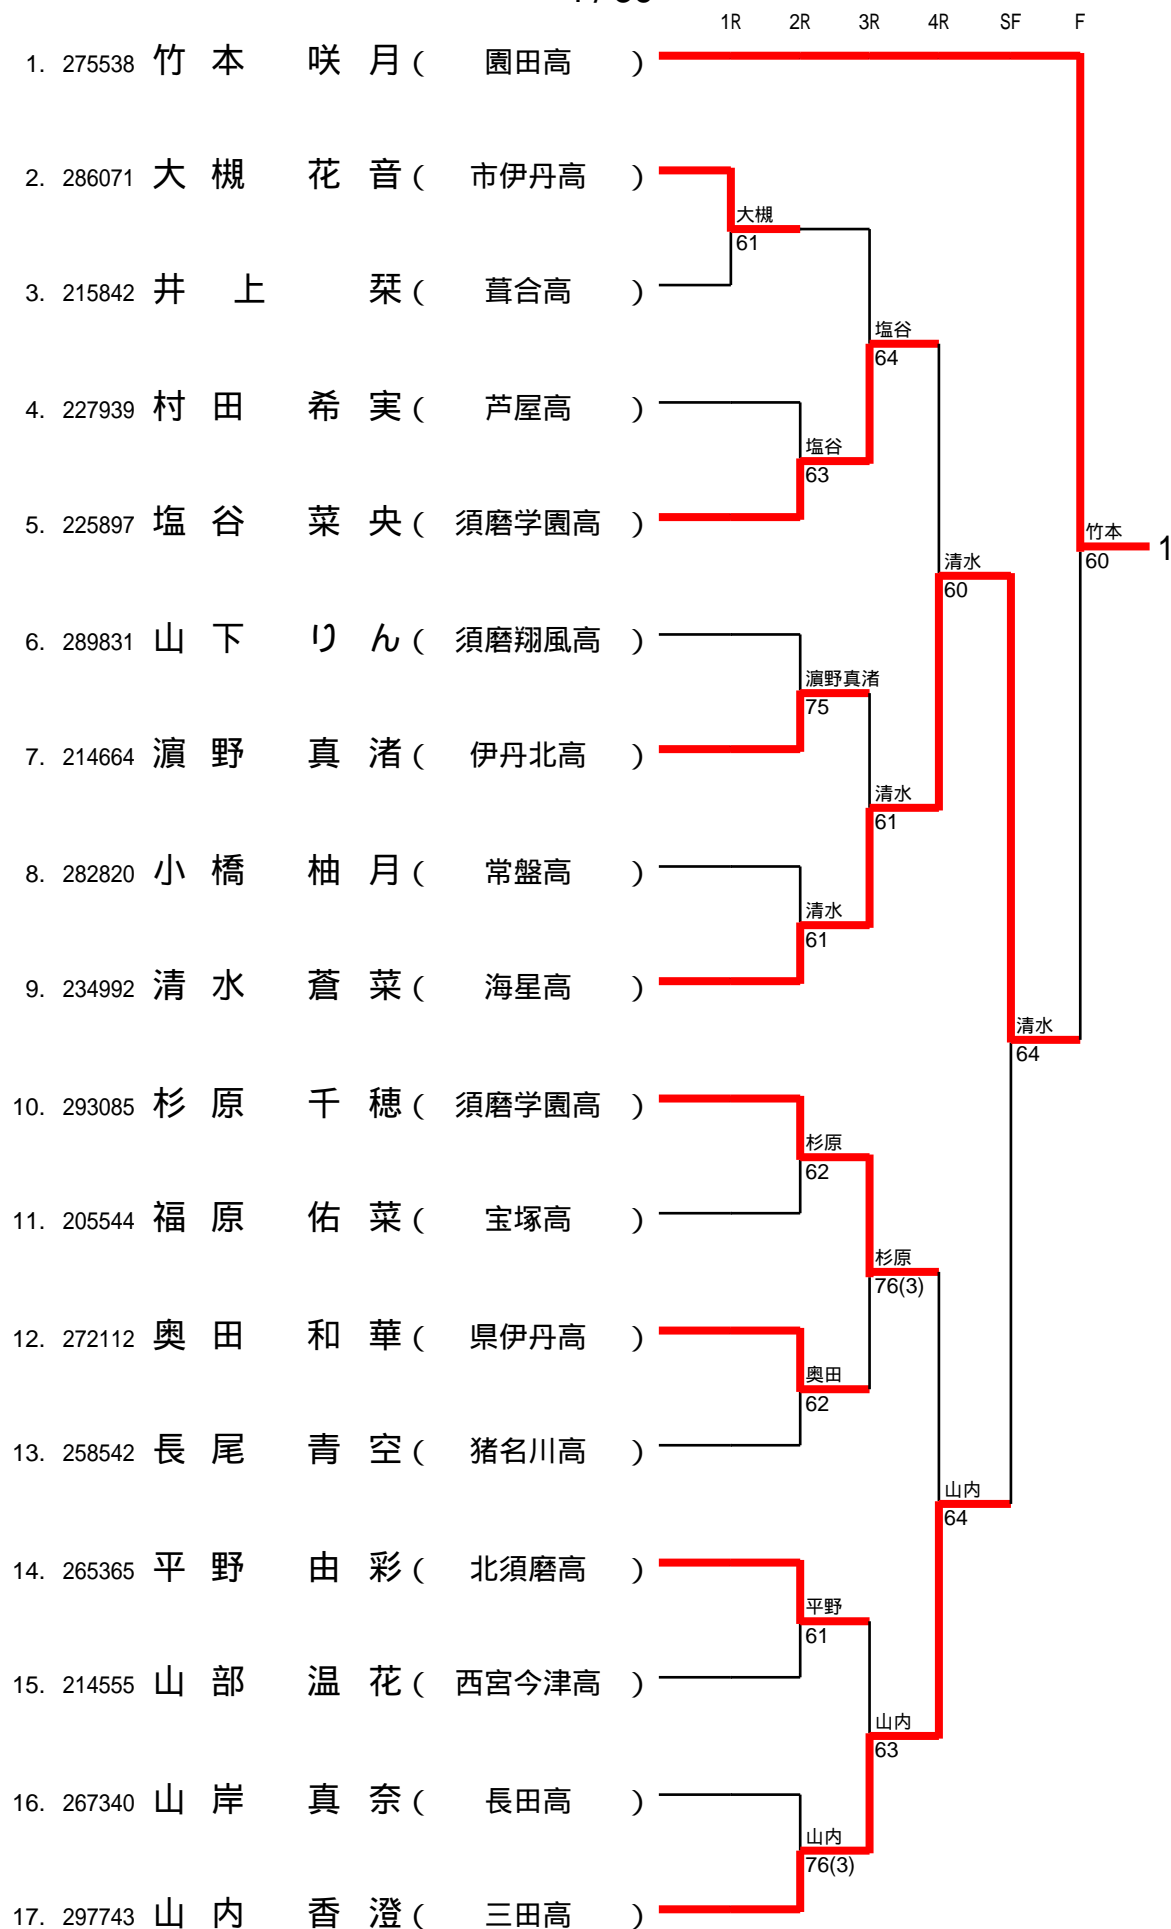 1R 2R 3R 4R SF F
1. 275538 竹本 咲月 ( 園田高 )
2. 286071 大槻 花音 ( 市伊丹高 )
大槻
61
3. 215842 井上 栞 ( 葺合高 )
塩谷
64
4. 227939 村田 希実 ( 芦屋高 )
塩谷
63
5. 225897 塩谷 菜央 ( 須磨学園高 )
竹本
60 1
清水
60
6. 289831 山下 りん ( 須磨翔風高 )
濵野真渚
75
7. 214664 濵野 真渚 ( 伊丹北高 )
清水
61
8. 282820 小橋 柚月 ( 常盤高 )
清水
61
9. 234992 清水 蒼菜 ( 海星高 )
清水
64
10. 293085 杉原 千穂 ( 須磨学園高 )
杉原
62
11. 205544 福原 佑菜 ( 宝塚高 )
杉原
76(3)
12. 272112 奥田 和華 ( 県伊丹高 )
奥田
62
13. 258542 長尾 青空 ( 猪名川高 )
山内
64
14. 265365 平野 由彩 ( 北須磨高 )
平野
61
15. 214555 山部 温花 ( 西宮今津高 )
山内
63
16. 267340 山岸 真奈 ( 長田高 )
山内
76(3)
17. 297743 山内 香澄 ( 三田高 )